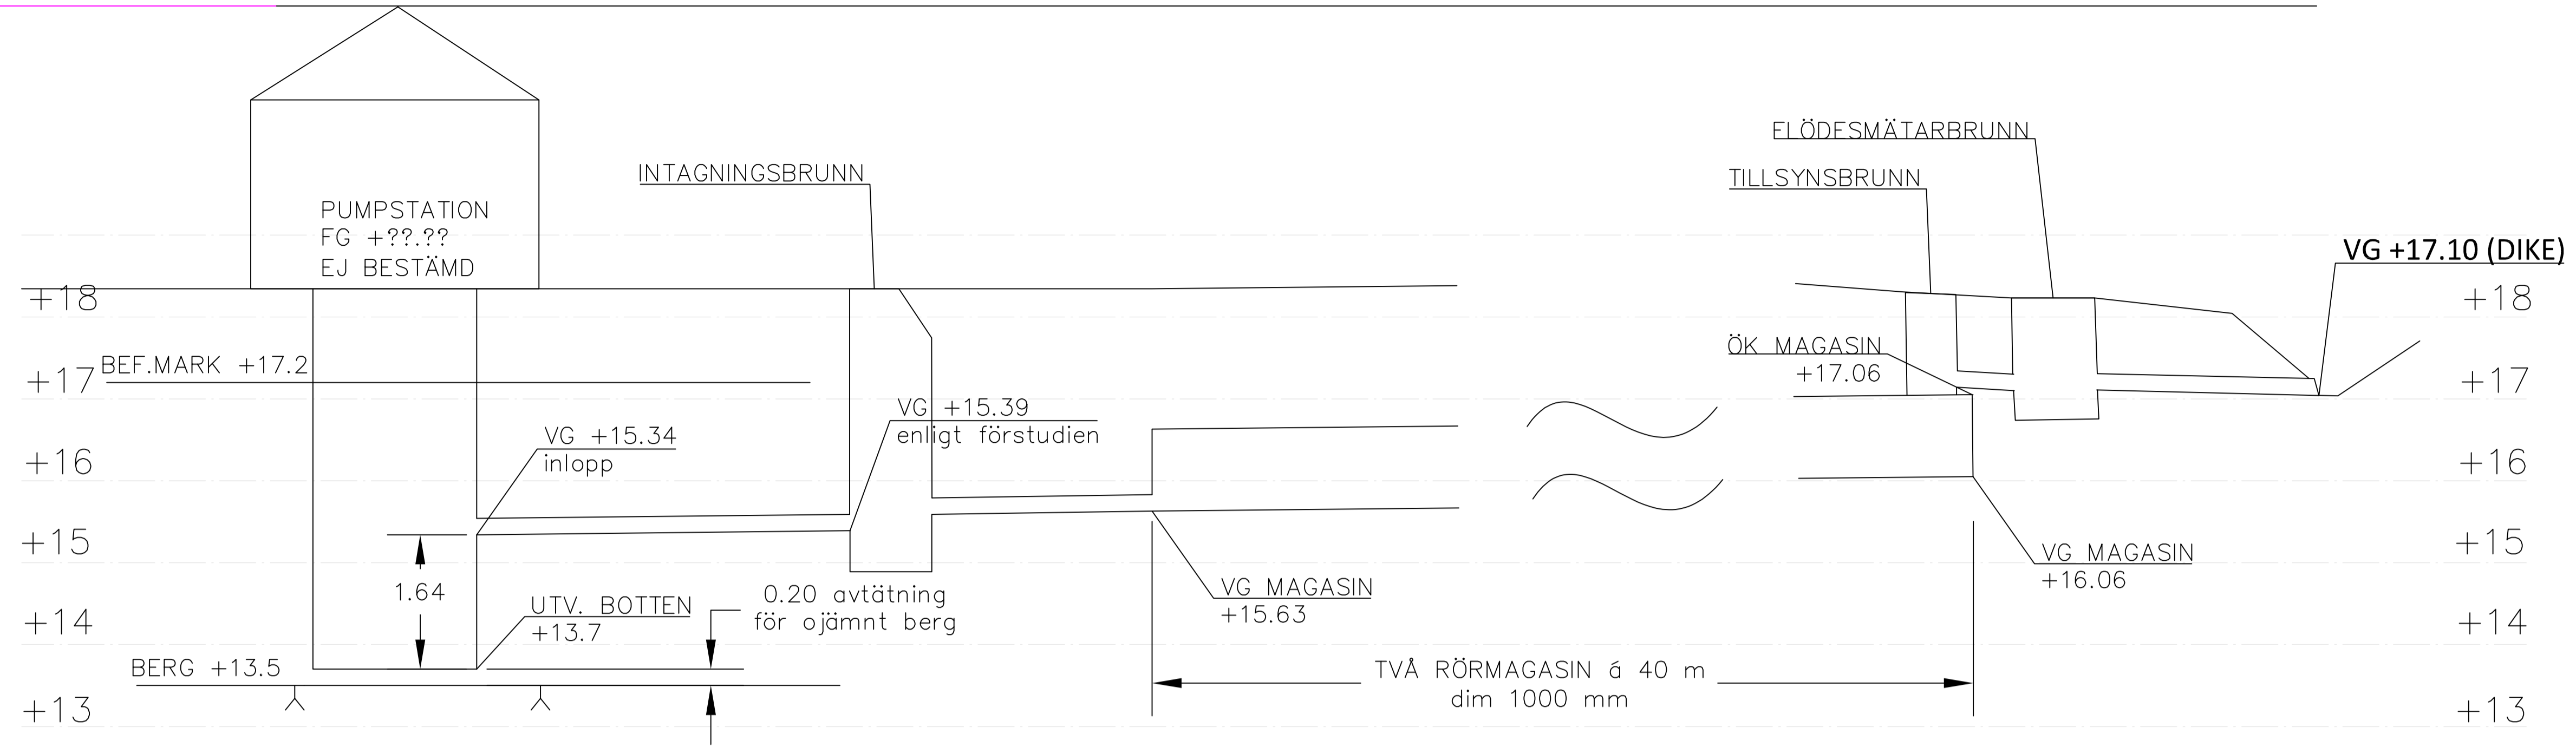 ELÖDESMÄTARBRUNN
INTAGNINGSBRUNN
TILLSYNSBRUNN
PUMPSTATION
FG +??.??
EJ BESTÄMD
VG +17.10 (DIKE)
+18
+18
BEF.MARK +17.2
ÖK MAGASIN
+17.06
+17
+17
VG +15.39
enligt förstudien
VG +15.34
inlopp
+16
+16
+15
+15
VG MAGASIN
+16.06
1.64
0.20 avtätning
för ojämnt berg
VG MAGASIN
+15.63
UTV. BOTTEN
+13.7
+14
+14
BERG +13.5
TVÅ RÖRMAGASIN á 40 m
dim 1000 mm
+13
+13